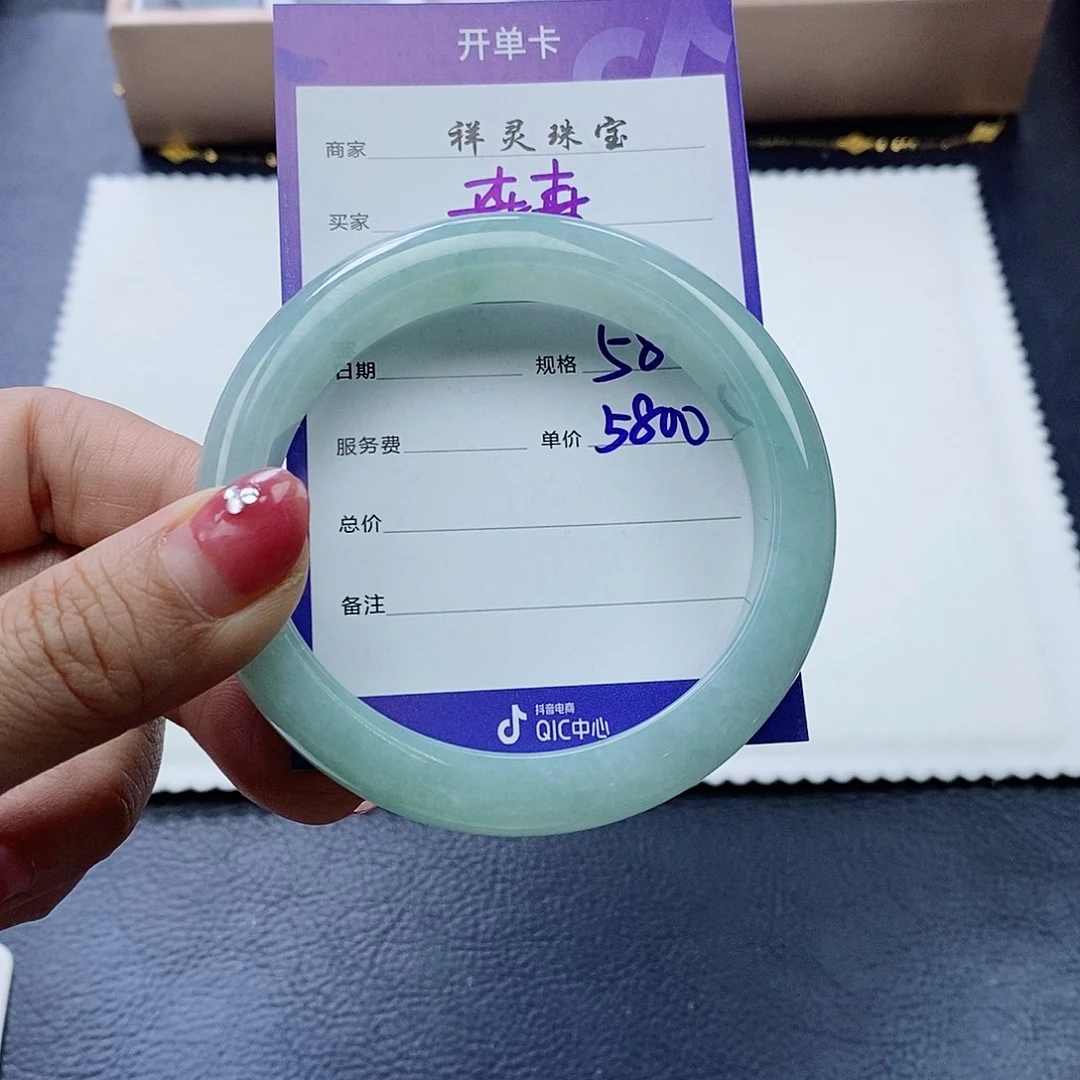 开单卡
商家 祥灵珠宝
买家
日期 规格 50
服务费 单价 5800
总价
备注
抖音电商
QIC中心